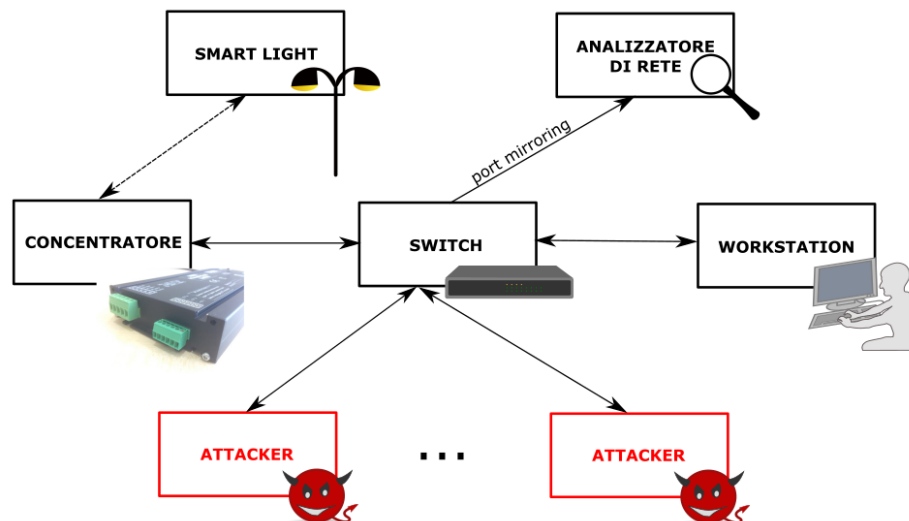 SMART LIGHT
ANALIZZATORE
DI RETE
port mirroring
CONCENTRATORE
SWITCH
WORKSTATION
ATTACKER
...
ATTACKER